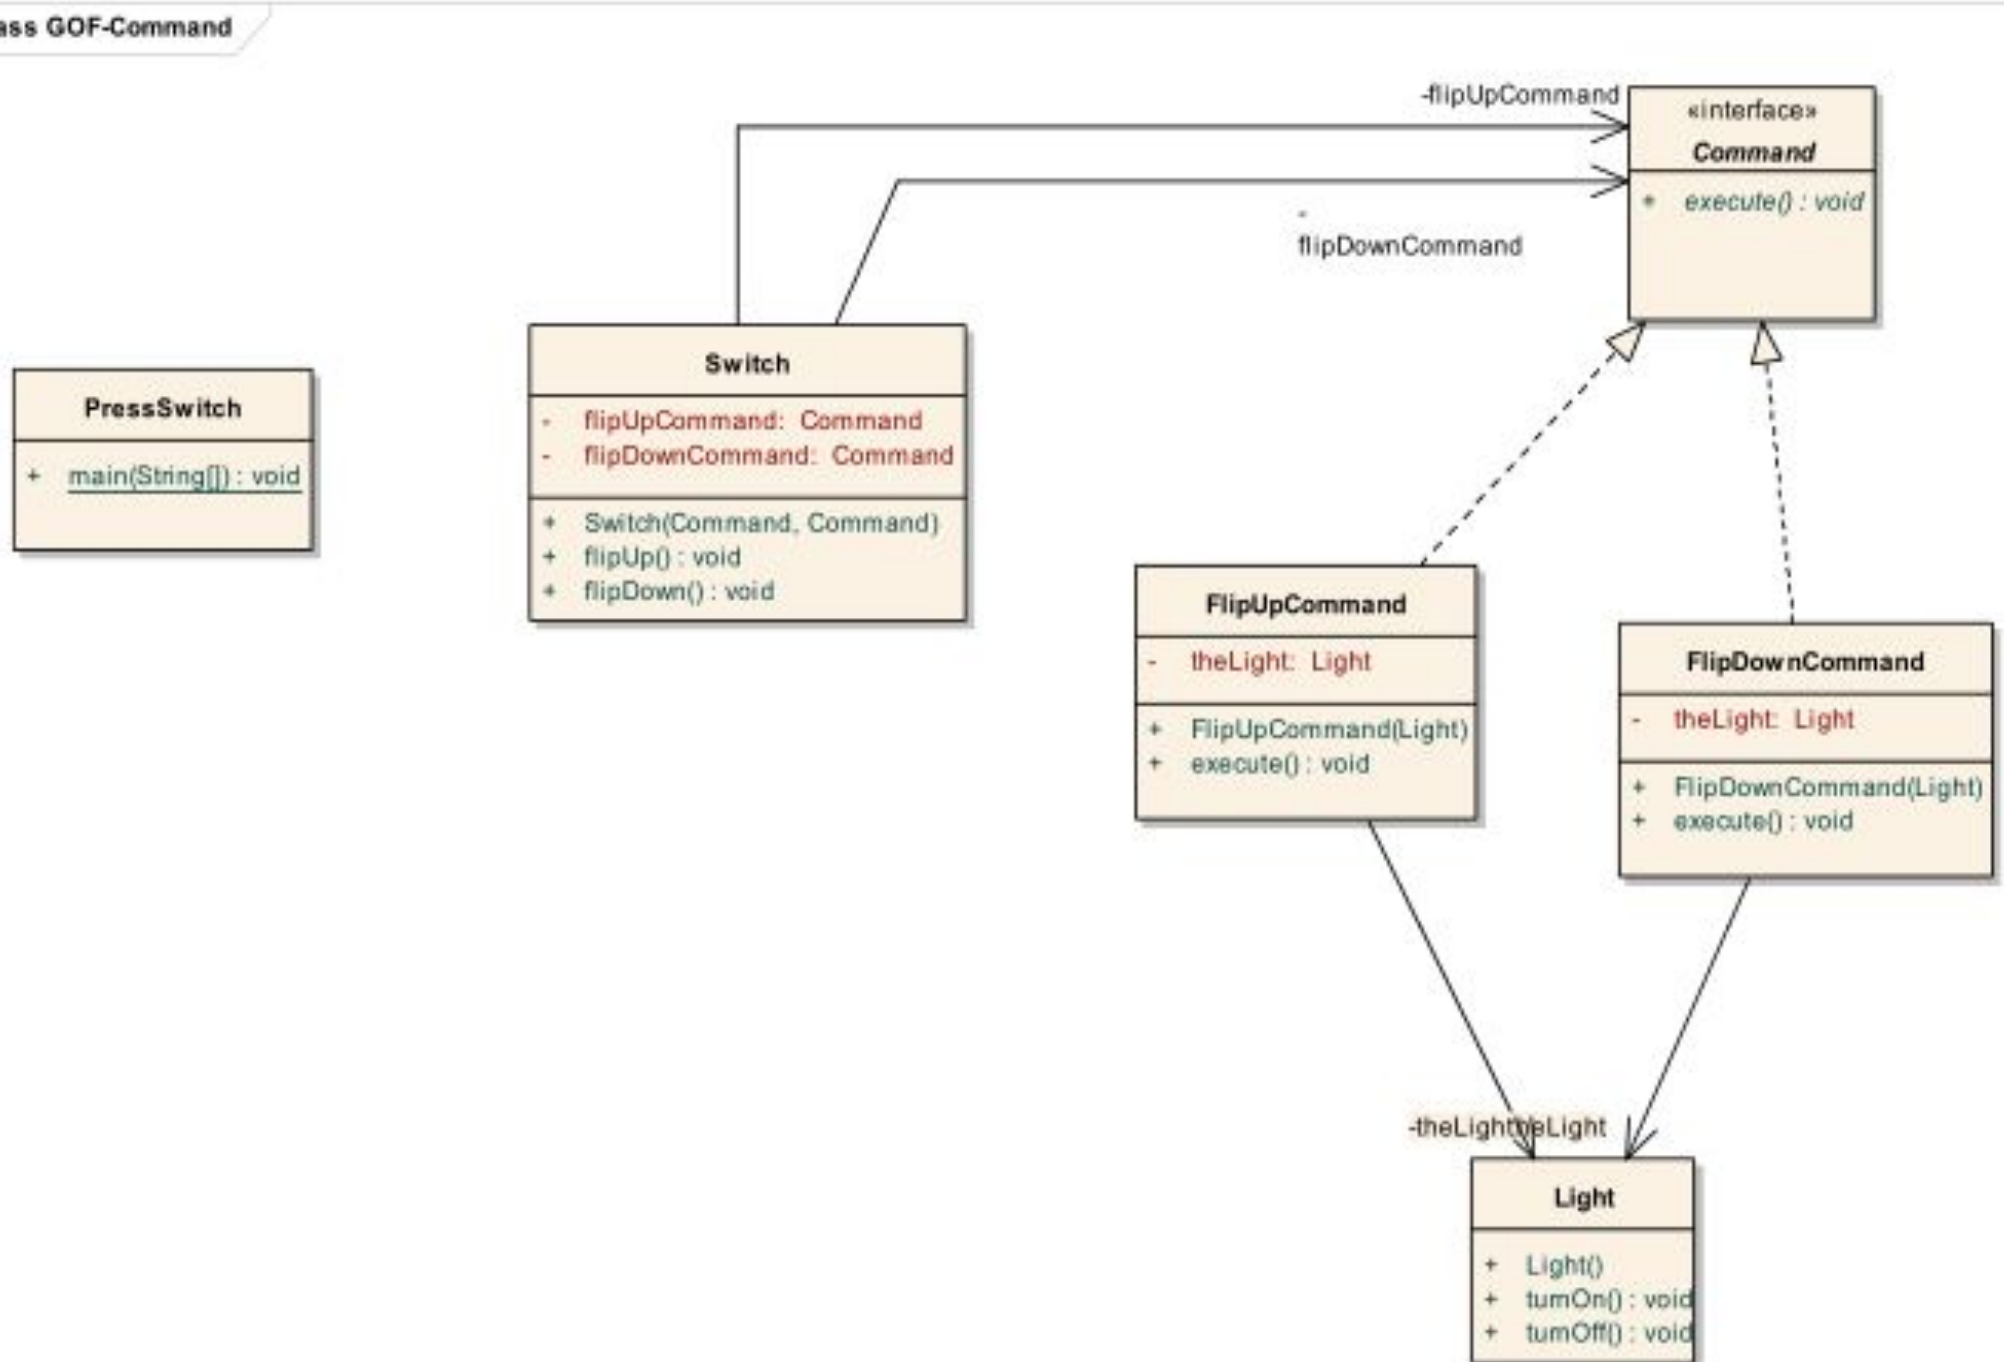 ass GOF-Command
-flipUpCommand
«interface»
Command
+ execute() : void
-
flipDownCommand
Switch
- flipUpCommand: Command
- flipDownCommand: Command
+ Switch(Command, Command)
+ flipUp() : void
+ flipDown() : void
PressSwitch
+ main(String[]) : void
FlipUpCommand
- theLight: Light
+ FlipUpCommand(Light)
+ execute() : void
FlipDownCommand
- theLight: Light
+ FlipDownCommand(Light)
+ execute() : void
-theLight
theLight
Light
+ Light()
+ turnOn() : void
+ turnOff() : void